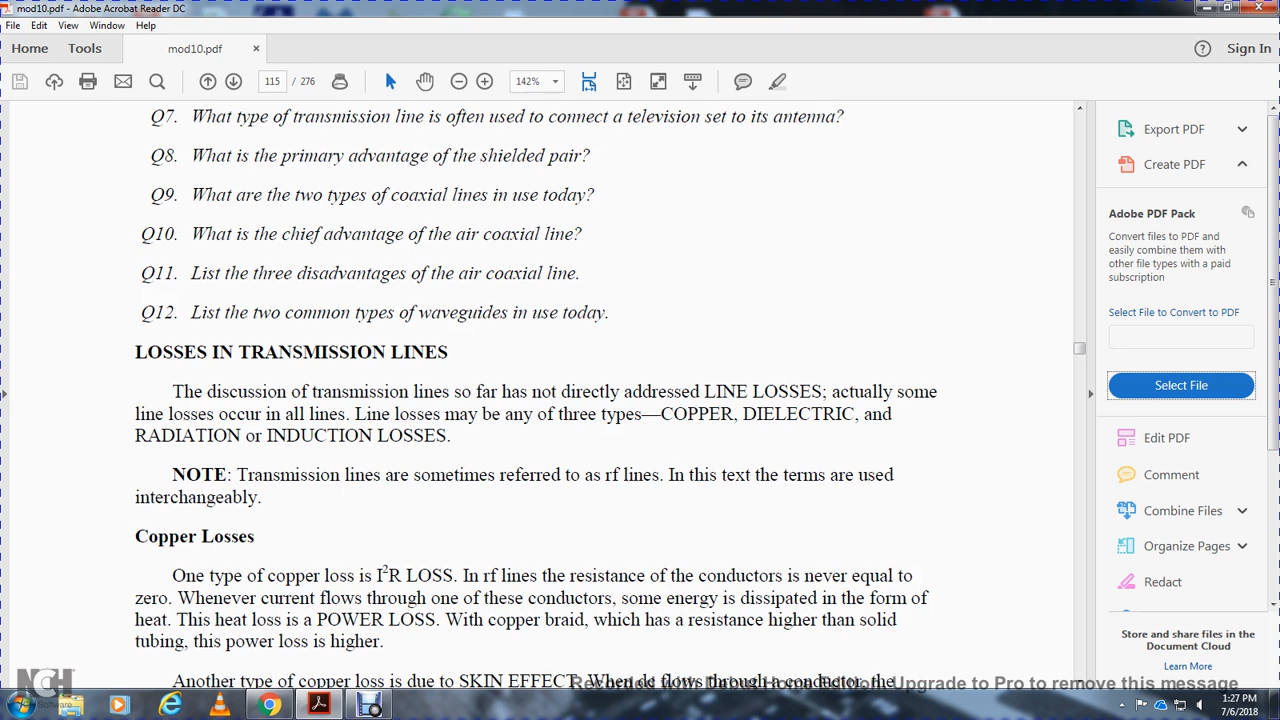 mod10.pdf - Adobe Acrobat Reader DC
File Edit View Window Help
Home Tools mod10.pdf × Sign In
115 / 276 142%
Q7. What type of transmission line is often used to connect a television set to its antenna?
Q8. What is the primary advantage of the shielded pair?
Q9. What are the two types of coaxial lines in use today?
Q10. What is the chief advantage of the air coaxial line?
Q11. List the three disadvantages of the air coaxial line.
Q12. List the two common types of waveguides in use today.
LOSSES IN TRANSMISSION LINES
The discussion of transmission lines so far has not directly addressed LINE LOSSES; actually some
line losses occur in all lines. Line losses may be any of three types—COPPER, DIELECTRIC, and
RADIATION or INDUCTION LOSSES.
NOTE: Transmission lines are sometimes referred to as rf lines. In this text the terms are used
interchangeably.
Copper Losses
One type of copper loss is I²R LOSS. In rf lines the resistance of the conductors is never equal to
zero. Whenever current flows through one of these conductors, some energy is dissipated in the form of
heat. This heat loss is a POWER LOSS. With copper braid, which has a resistance higher than solid
tubing, this power loss is higher.
Another type of copper loss is due to SKIN EFFECT. When dc flows through a conductor, the
Export PDF
Create PDF
Adobe PDF Pack
Convert files to PDF and
easily combine them with
other file types with a paid
subscription
Select File to Convert to PDF
Select File
Edit PDF
Comment
Combine Files
Organize Pages
Redact
Store and share files in the
Document Cloud
Learn More
NCH
Software
Upgrade to Pro to remove this message
1:27 PM
7/6/2018